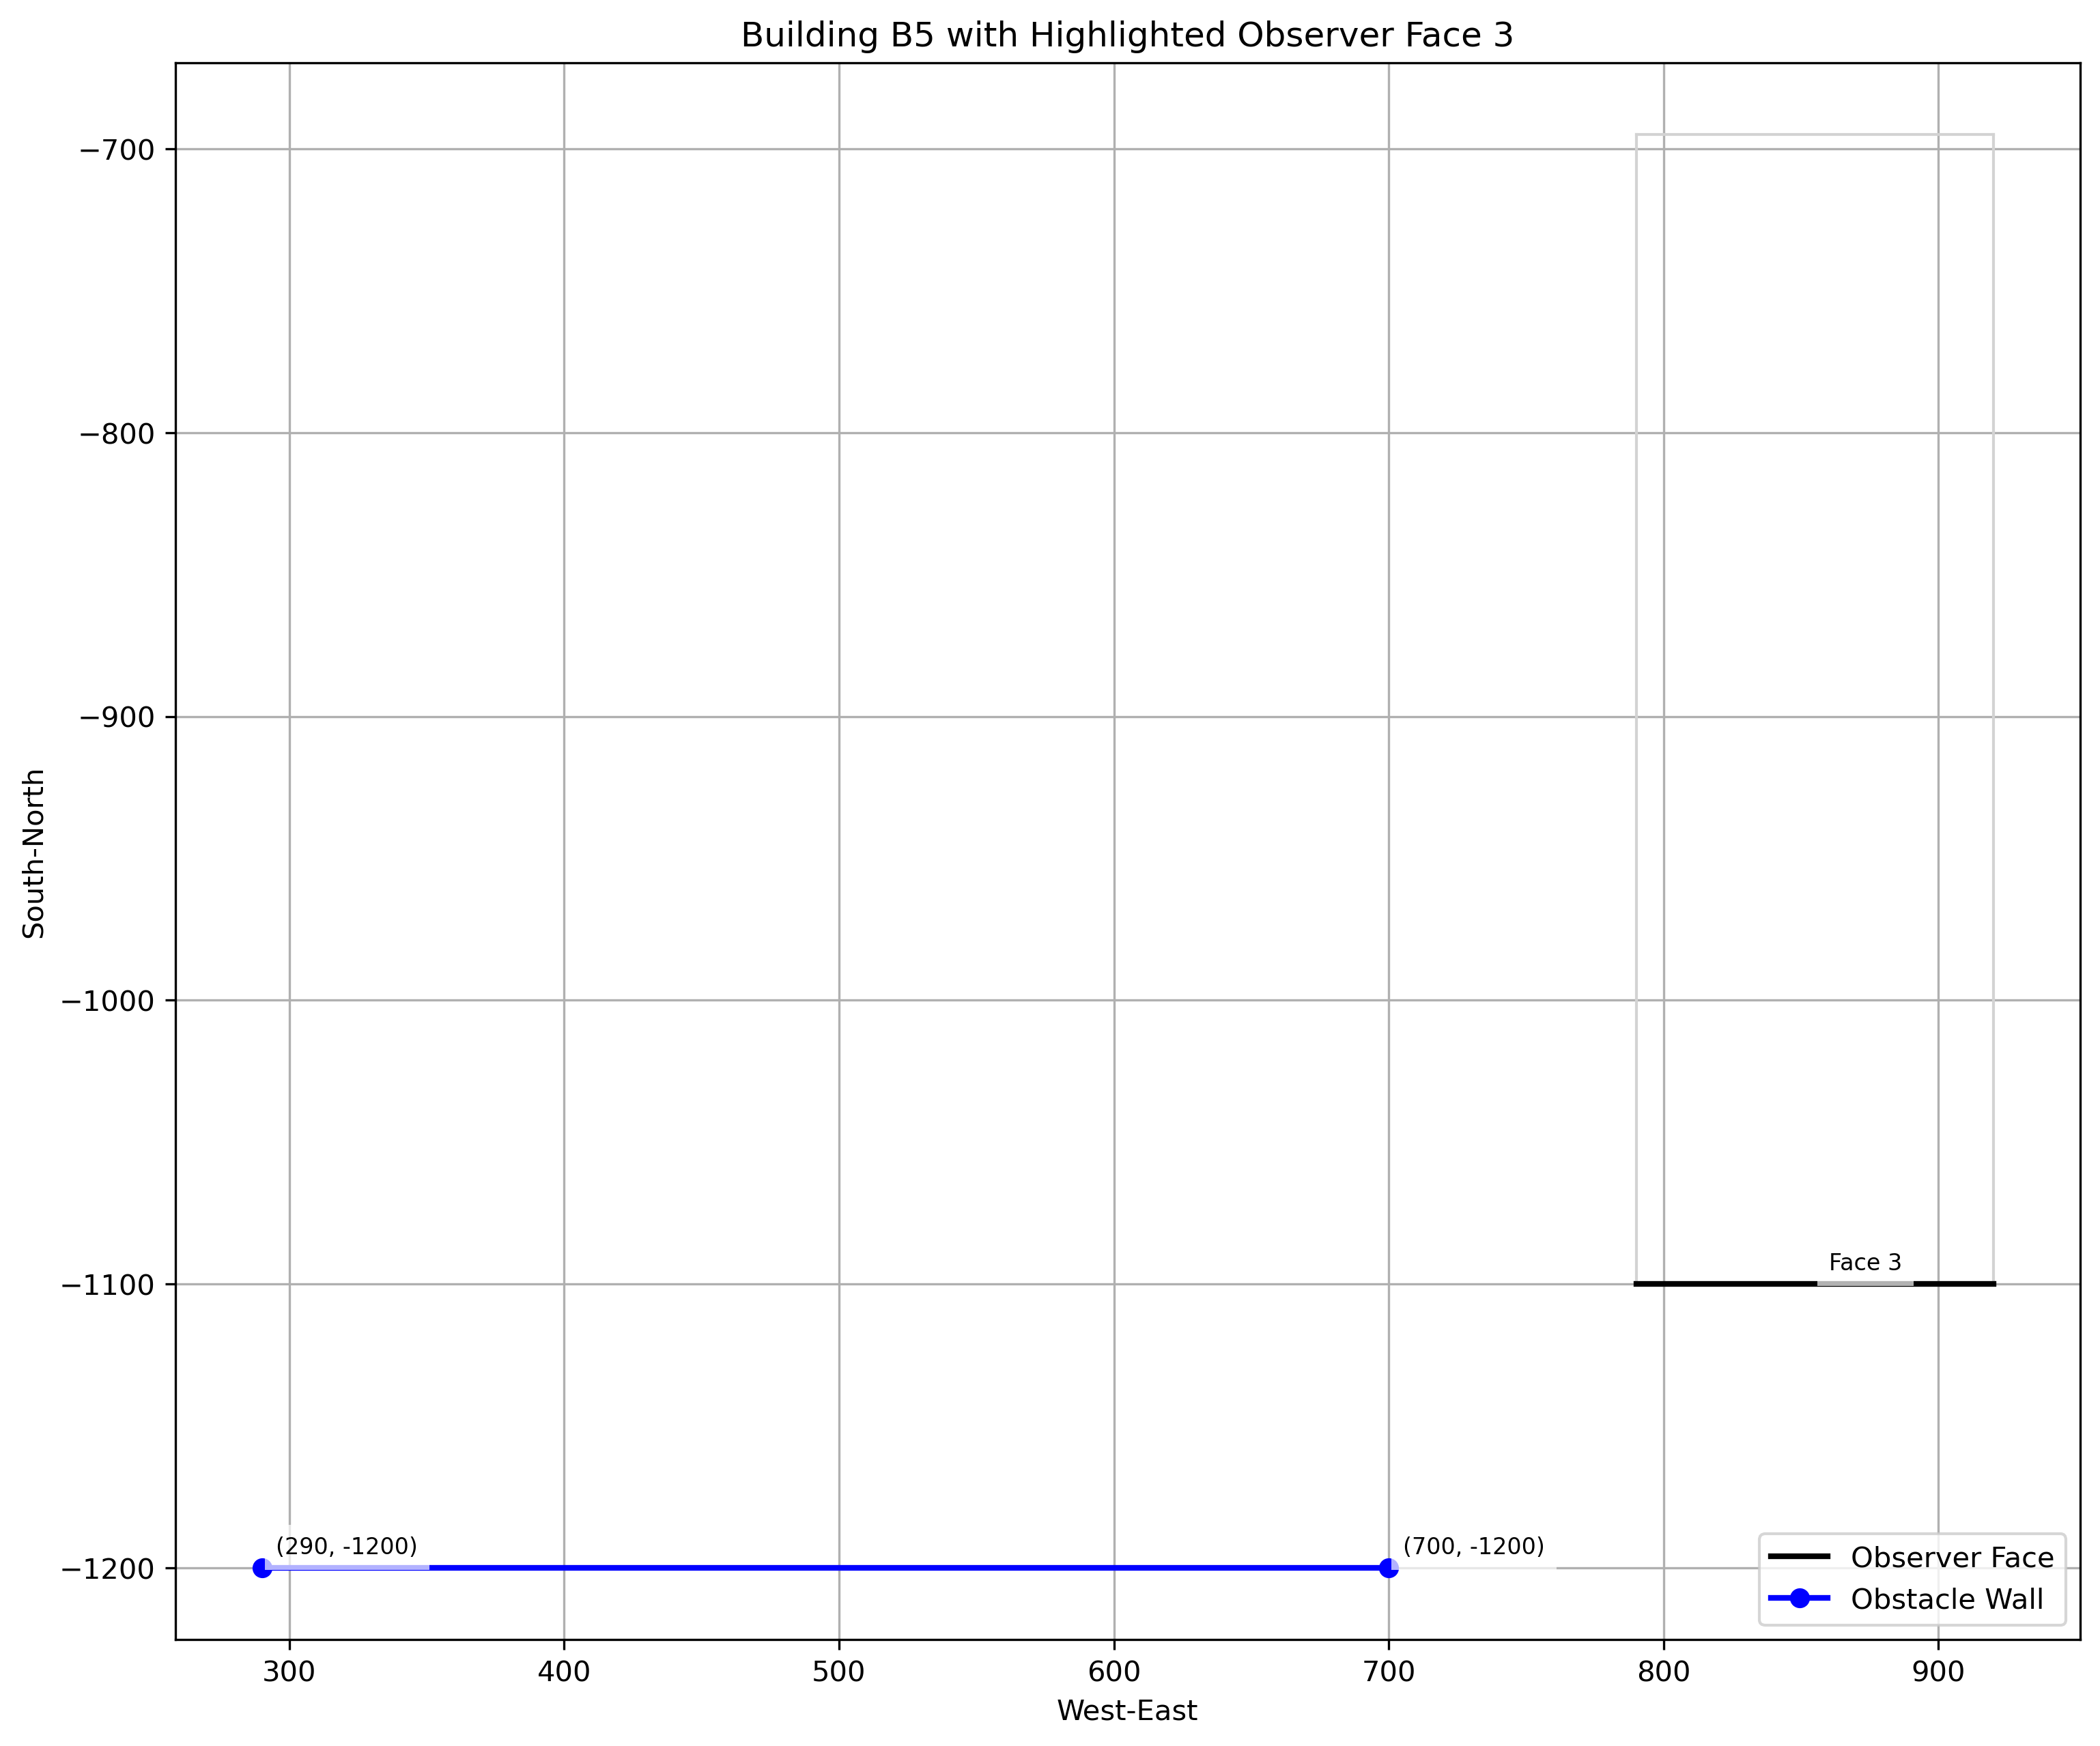 Building B5 with Highlighted Observer Face 3
South-North
−700
−800
−900
−1000
−1100
−1200
Face 3
(290, -1200)
(700, -1200)
Observer Face
Obstacle Wall
300 400 500 600 700 800 900
West-East